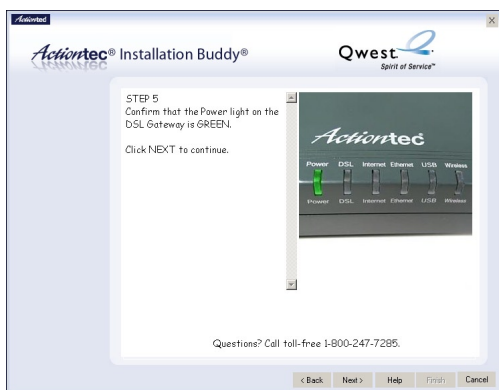 Actiontec
Actiontec® Installation Buddy®
Qwest.
Spirit of Service™
STEP 5
Confirm that the Power light on the
DSL Gateway is GREEN.
Click NEXT to continue.
Actiontec
Power DSL Internet Ethernet USB Wireless
Power DSL Internet Ethernet USB Wireless
Questions? Call toll-free 1-800-247-7285.
< Back Next > Help Finish Cancel